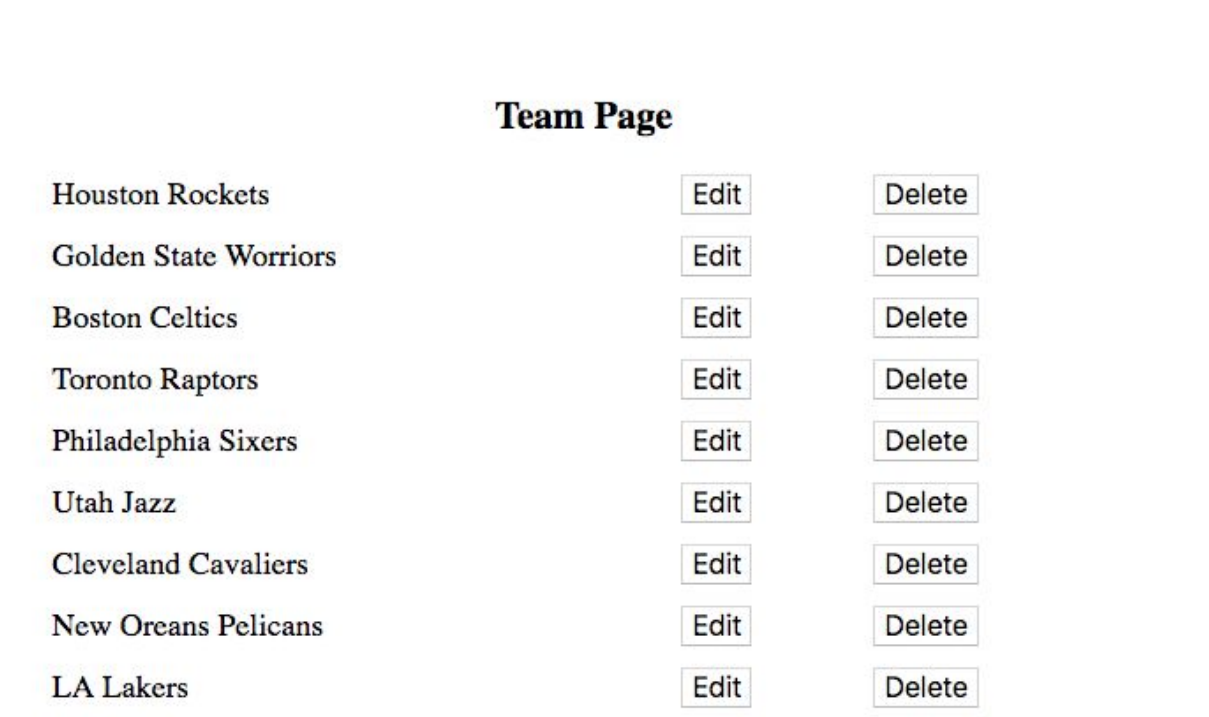 Team Page
Houston Rockets Edit Delete
Golden State Worriors Edit Delete
Boston Celtics Edit Delete
Toronto Raptors Edit Delete
Philadelphia Sixers Edit Delete
Utah Jazz Edit Delete
Cleveland Cavaliers Edit Delete
New Oreans Pelicans Edit Delete
LA Lakers Edit Delete